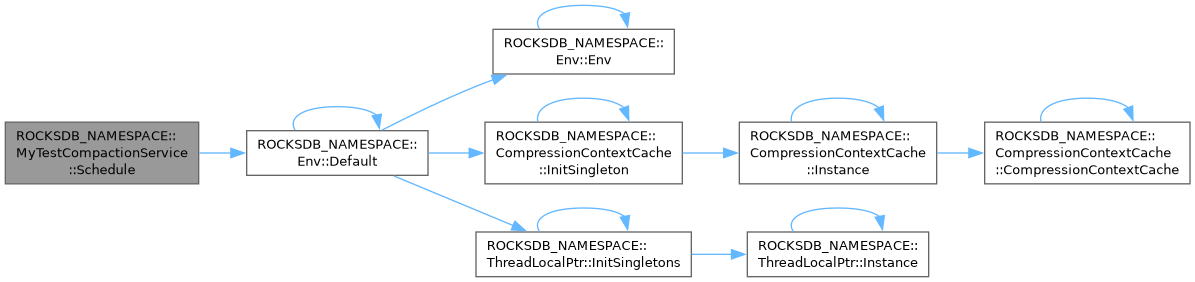 ROCKSDB_NAMESPACE::
MyTestCompactionService
::Schedule
ROCKSDB_NAMESPACE::
Env::Default
ROCKSDB_NAMESPACE::
Env::Env
ROCKSDB_NAMESPACE::
CompressionContextCache
::InitSingleton
ROCKSDB_NAMESPACE::
CompressionContextCache
::Instance
ROCKSDB_NAMESPACE::
CompressionContextCache
::CompressionContextCache
ROCKSDB_NAMESPACE::
ThreadLocalPtr::InitSingletons
ROCKSDB_NAMESPACE::
ThreadLocalPtr::Instance